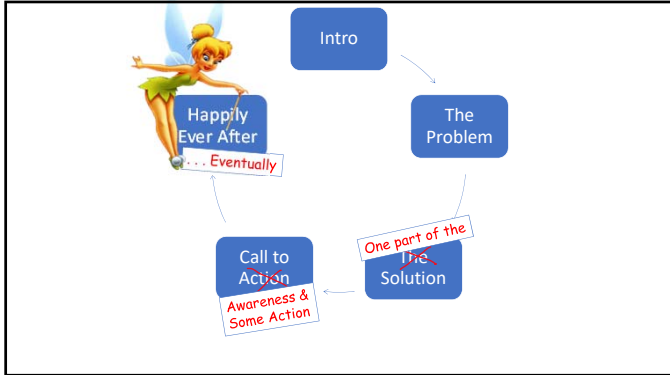 Intro
The
Problem
One part of the
The
Solution
Call to
Action
Awareness &
Some Action
Happily
Ever After
. . . Eventually